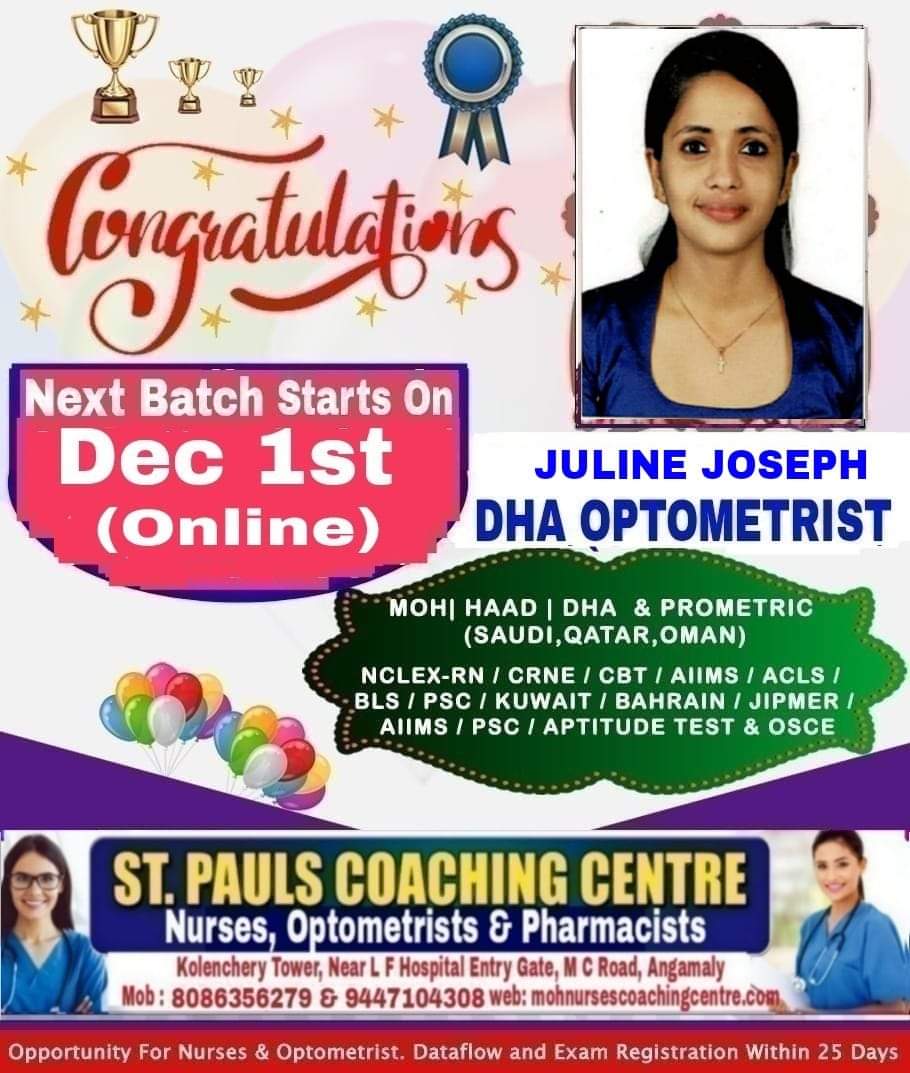 Congratulations
Next Batch Starts On
Dec 1st
(Online)
JULINE JOSEPH
DHA OPTOMETRIST
MOH| HAAD | DHA & PROMETRIC
(SAUDI,QATAR,OMAN)
NCLEX-RN / CRNE / CBT / AIIMS / ACLS /
BLS / PSC / KUWAIT / BAHRAIN / JIPMER /
AIIMS / PSC / APTITUDE TEST & OSCE
ST. PAULS COACHING CENTRE
Nurses, Optometrists & Pharmacists
Kolenchery Tower, Near L F Hospital Entry Gate, M C Road, Angamaly
Mob : 8086356279 & 9447104308 web: mohnursescoachingcentre.com
Opportunity For Nurses & Optometrist. Dataflow and Exam Registration Within 25 Days